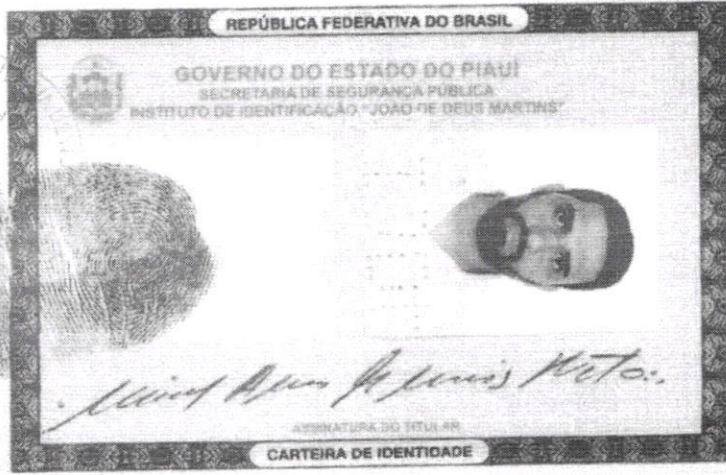 REPÚBLICA FEDERATIVA DO BRASIL
GOVERNO DO ESTADO DO PIAUÍ
SECRETARIA DE SEGURANÇA PÚBLICA
INSTITUTO DE IDENTIFICAÇÃO "JOÃO DE DEUS MARTINS"
Neto
ASSINATURA DO TITULAR
CARTEIRA DE IDENTIDADE